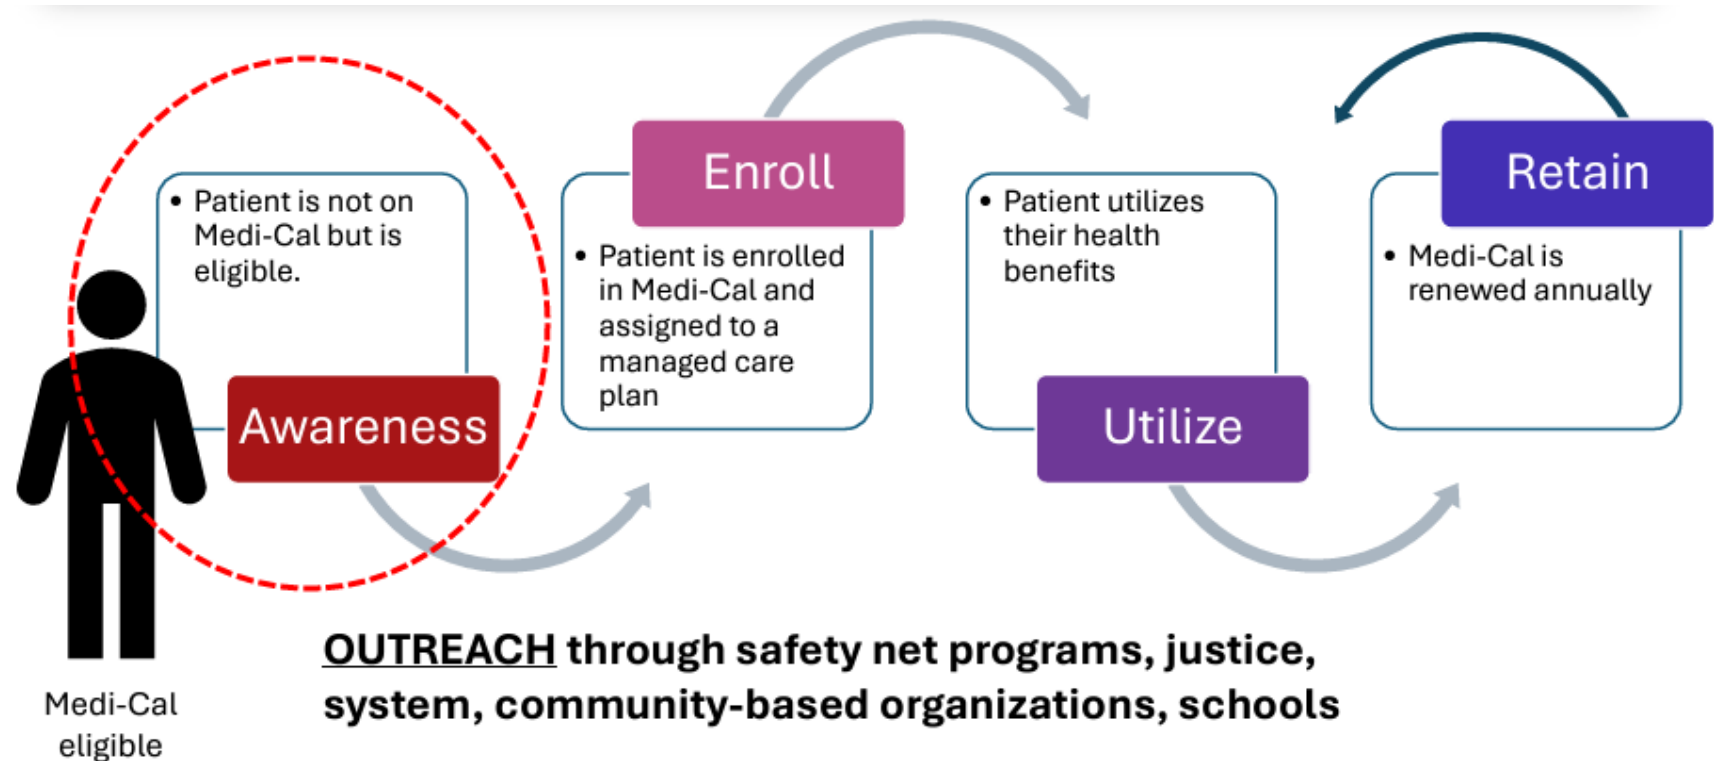 • Patient is not on
Medi-Cal but is
eligible.
Awareness
Enroll
• Patient is enrolled
in Medi-Cal and
assigned to a
managed care
plan
• Patient utilizes
their health
benefits
Utilize
Retain
• Medi-Cal is
renewed annually
Medi-Cal
eligible
OUTREACH through safety net programs, justice,
system, community-based organizations, schools